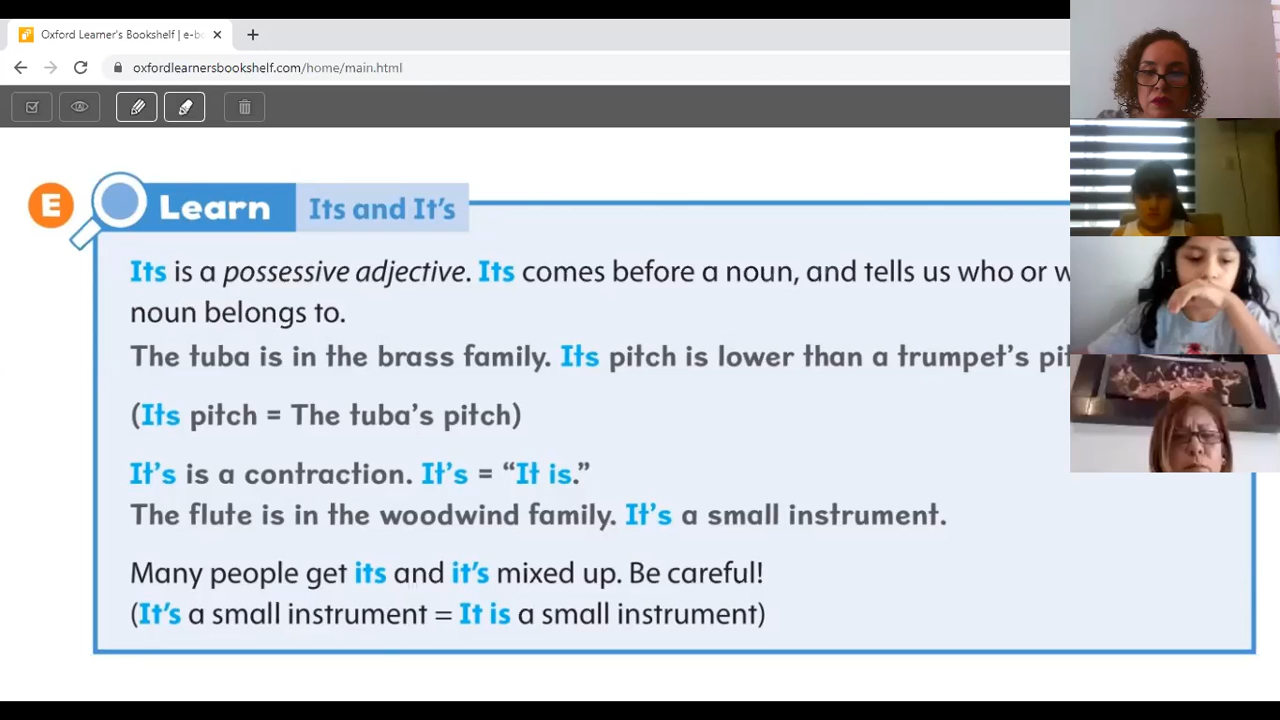 Oxford Learner's Bookshelf | e-bo
oxfordlearnersbookshelf.com/home/main.html
E Learn Its and It's
Its is a possessive adjective. Its comes before a noun, and tells us who or
noun belongs to.
The tuba is in the brass family. Its pitch is lower than a trumpet's
(Its pitch = The tuba's pitch)
It's is a contraction. It's = “It is.”
The flute is in the woodwind family. It's a small instrument.
Many people get its and it's mixed up. Be careful!
(It's a small instrument = It is a small instrument)